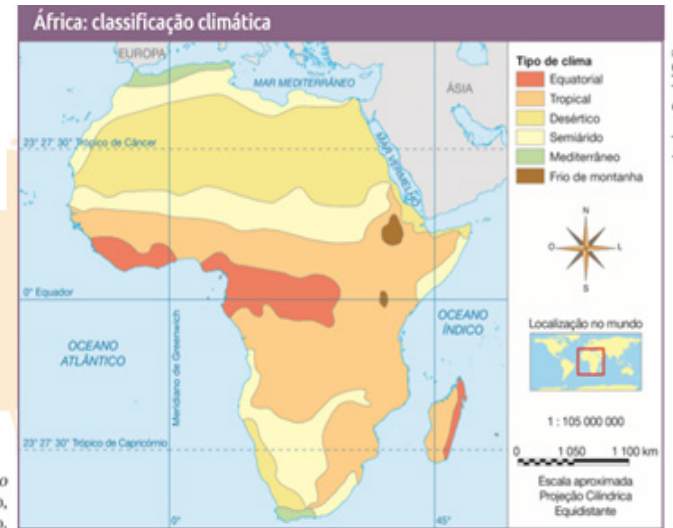 África: classificação climática
EUROPA
MAR MEDITERRÂNEO
ÁSIA
23° 27' 30" Trópico de Câncer
MAR VERMELHO
0° Equador
OCEANO
ATLÂNTICO
Meridiano de Greenwich
OCEANO
ÍNDICO
23° 27' 30" Trópico de Capricórnio
0°
45°
Tipo de clima
Equatorial
Tropical
Desértico
Semiárido
Mediterrâneo
Frio de montanha
N
O
L
S
Localização no mundo
1 : 105 000 000
0 1 050 1 100 km
Escala aproximada
Projeção Cilíndrica
Equidistante